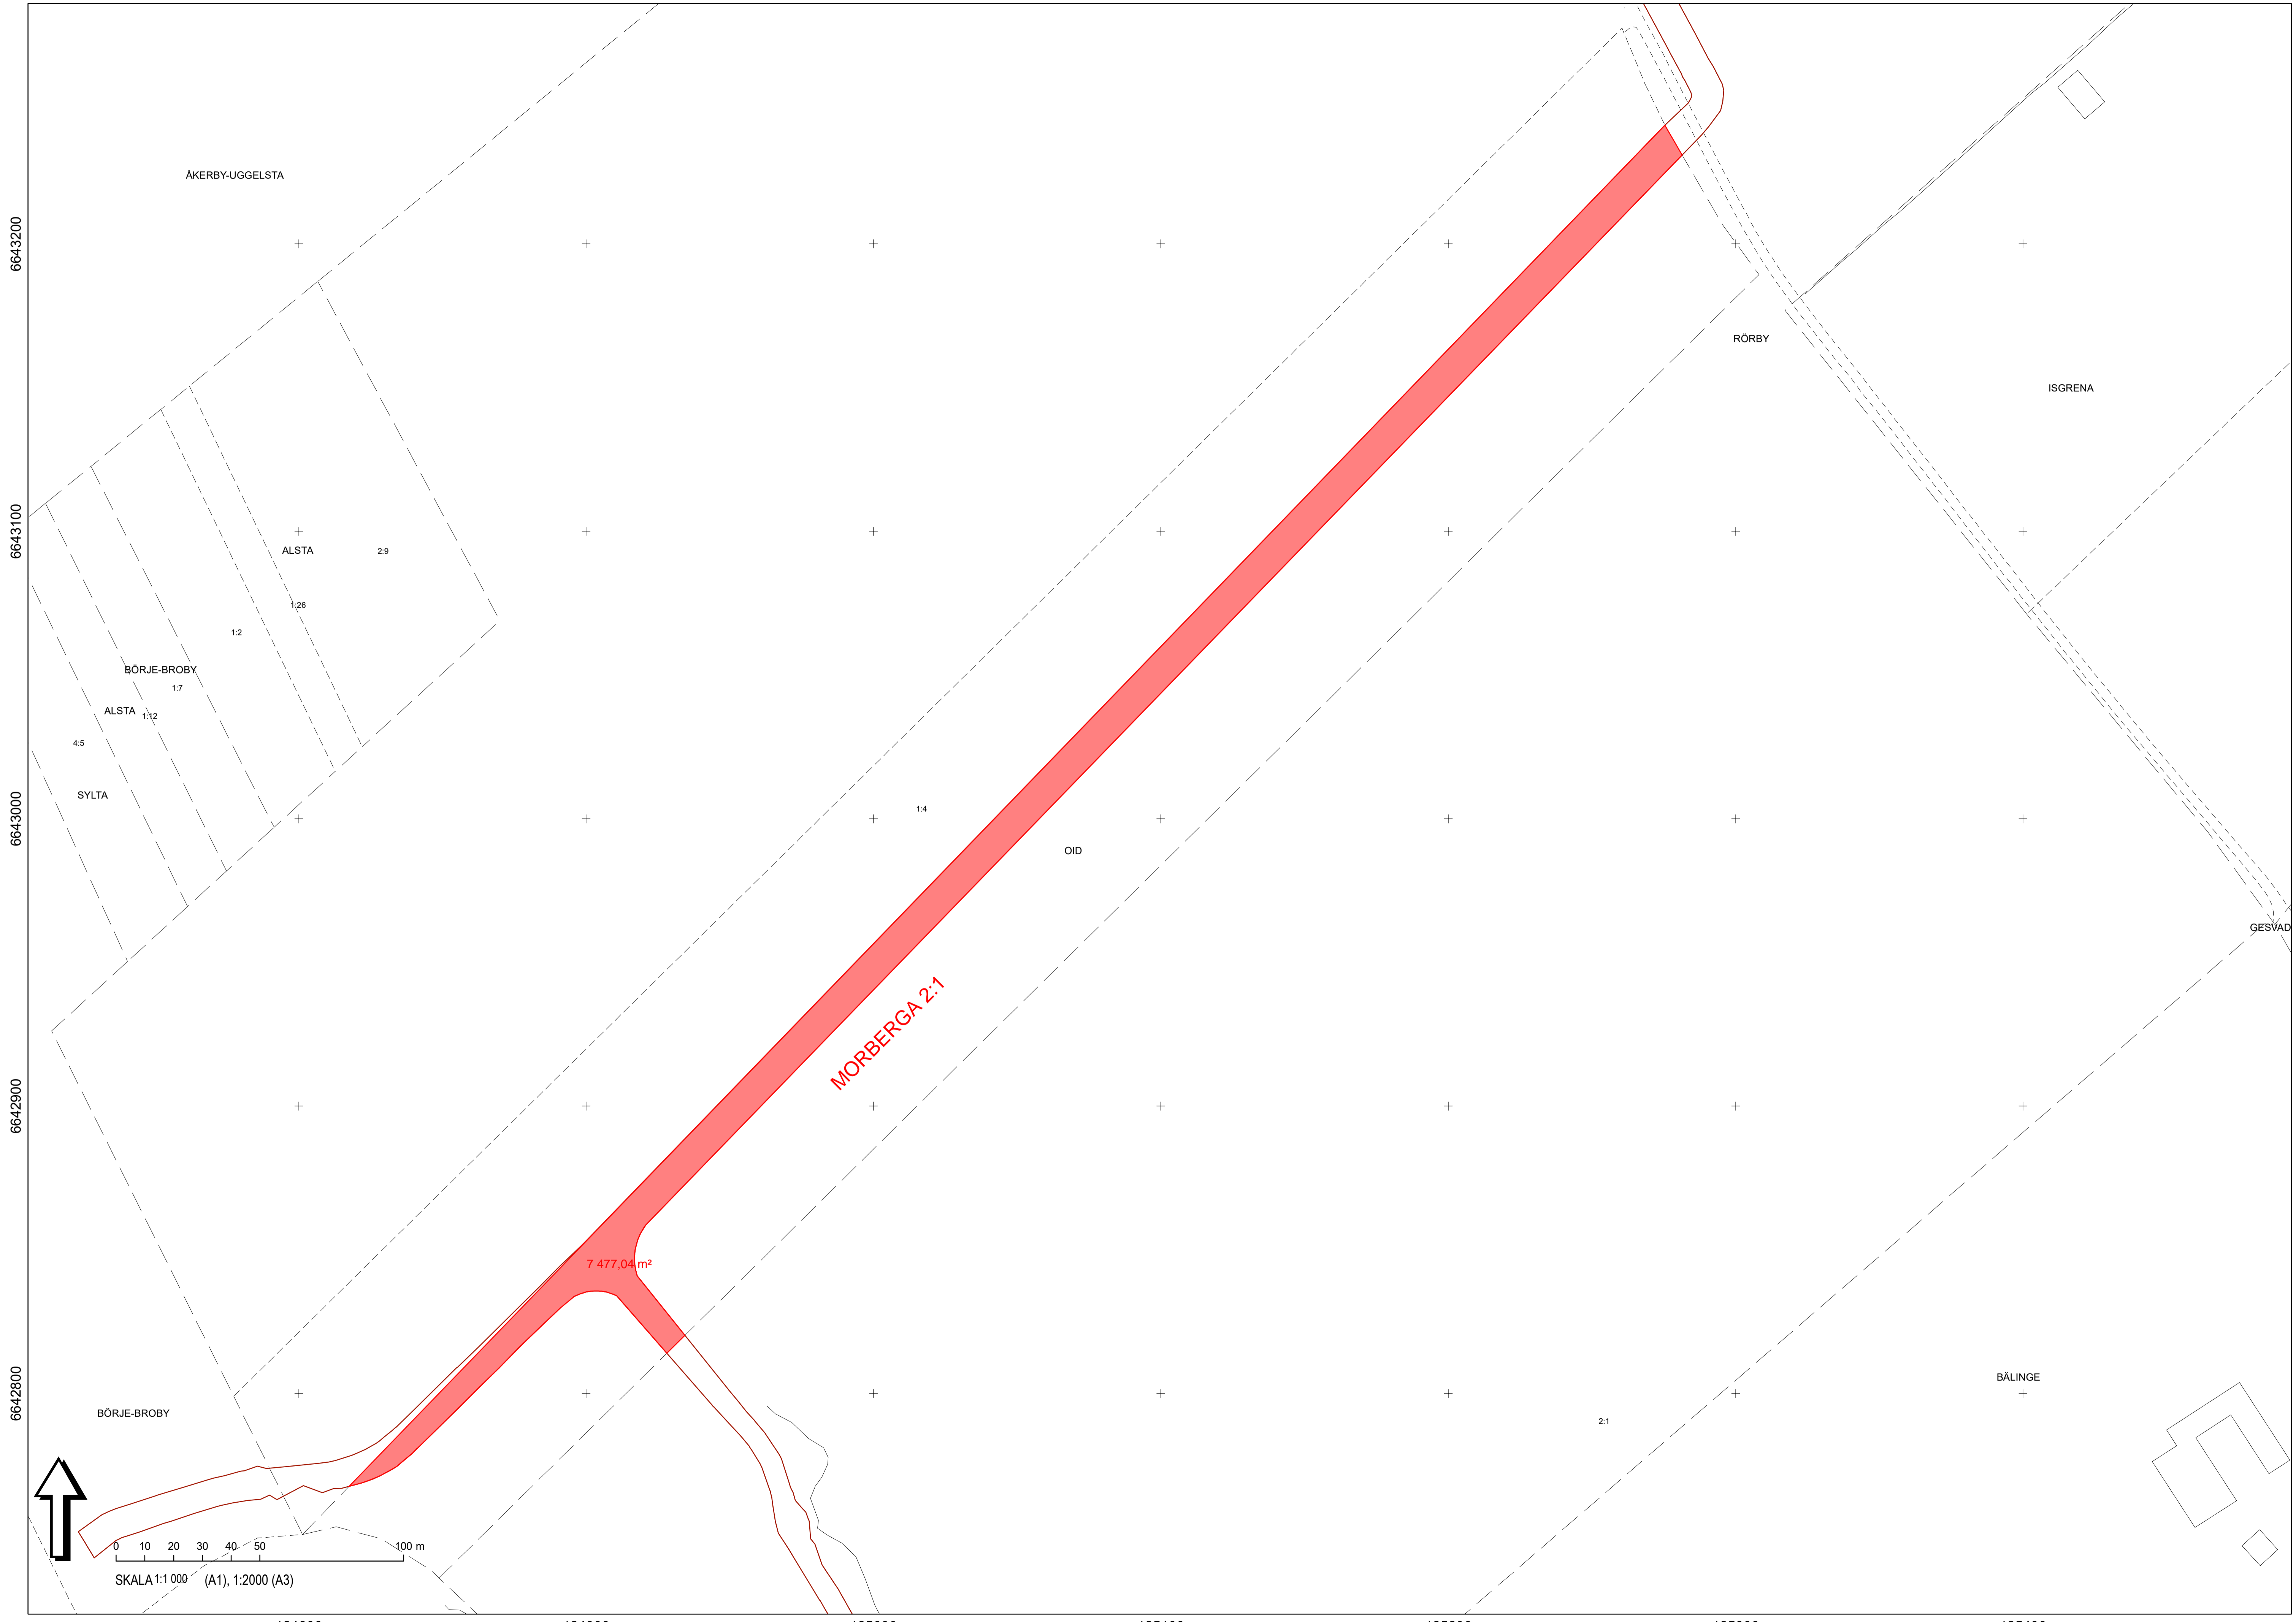 ÅKERBY-UGGELSTA
6643200
RÖRBY
ISGRENA
6643100
ALSTA
2:9
1:26
1:2
BÖRJE-BROBY
1:7
ALSTA
1:12
4:5
SYLTA
6643000
1:4
OID
GESVAD
MORBERGA 2:1
6642900
7 477,04 m²
6642800
BÄLINGE
BÖRJE-BROBY
2:1
0 10 20 30 40 50 100 m
SKALA 1:1 000 (A1), 1:2000 (A3)